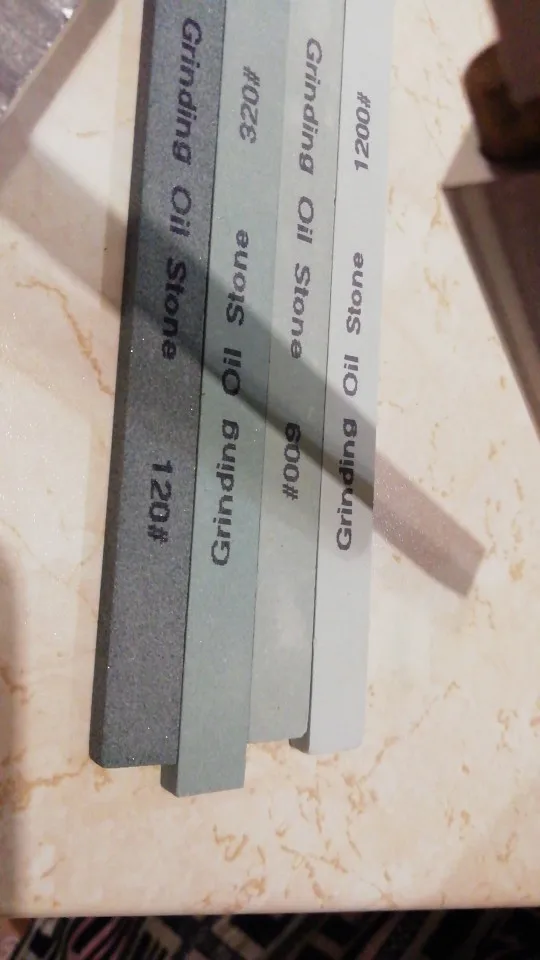 Grinding Oil Stone 120#
Grinding Oil Stone 320#
Grinding Oil Stone 600#
Grinding Oil Stone 1200#